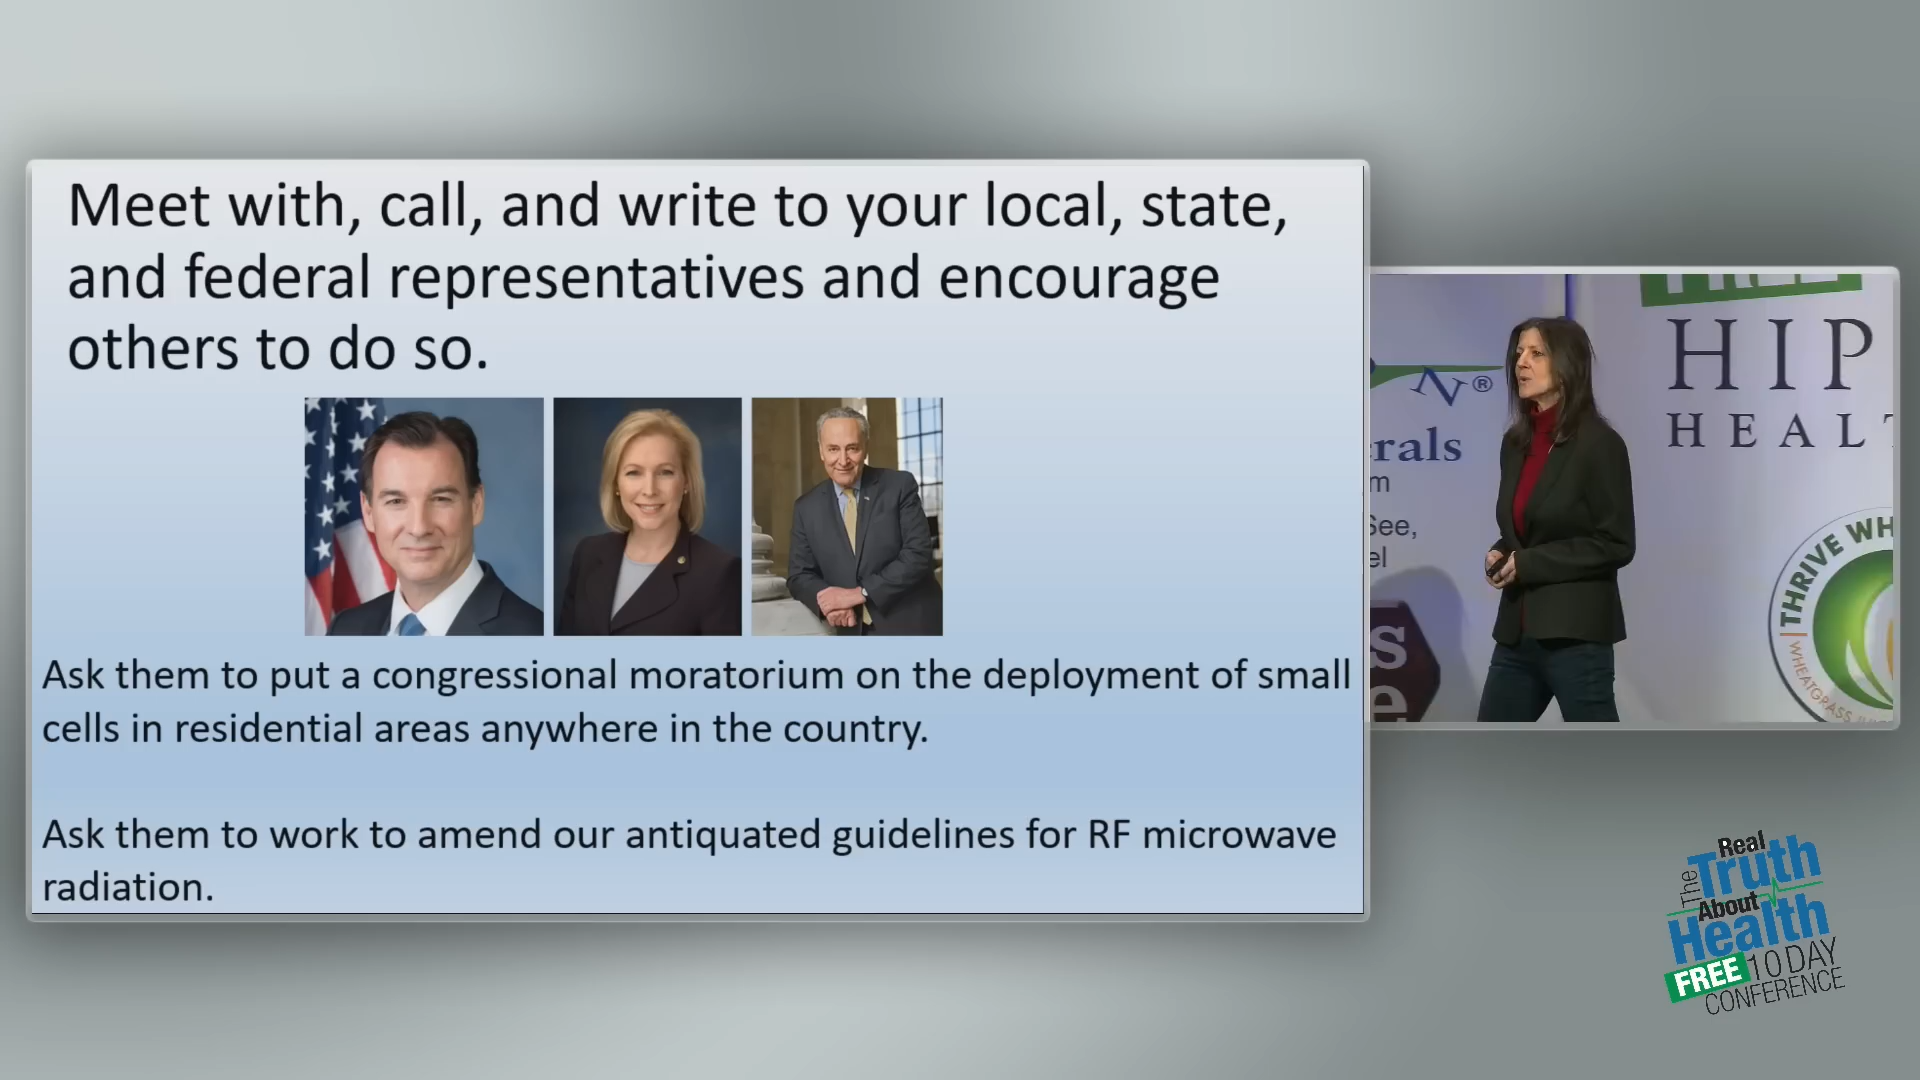 Meet with, call, and write to your local, state,
and federal representatives and encourage
others to do so.
Ask them to put a congressional moratorium on the deployment of small
cells in residential areas anywhere in the country.
Ask them to work to amend our antiquated guidelines for RF microwave
radiation.
N®
rals
m
See,
el
s
e
HIP
HEAL
THRIVE WH
WHEATGRASS
The Real
Truth
About
Health
FREE 10 DAY
CONFERENCE